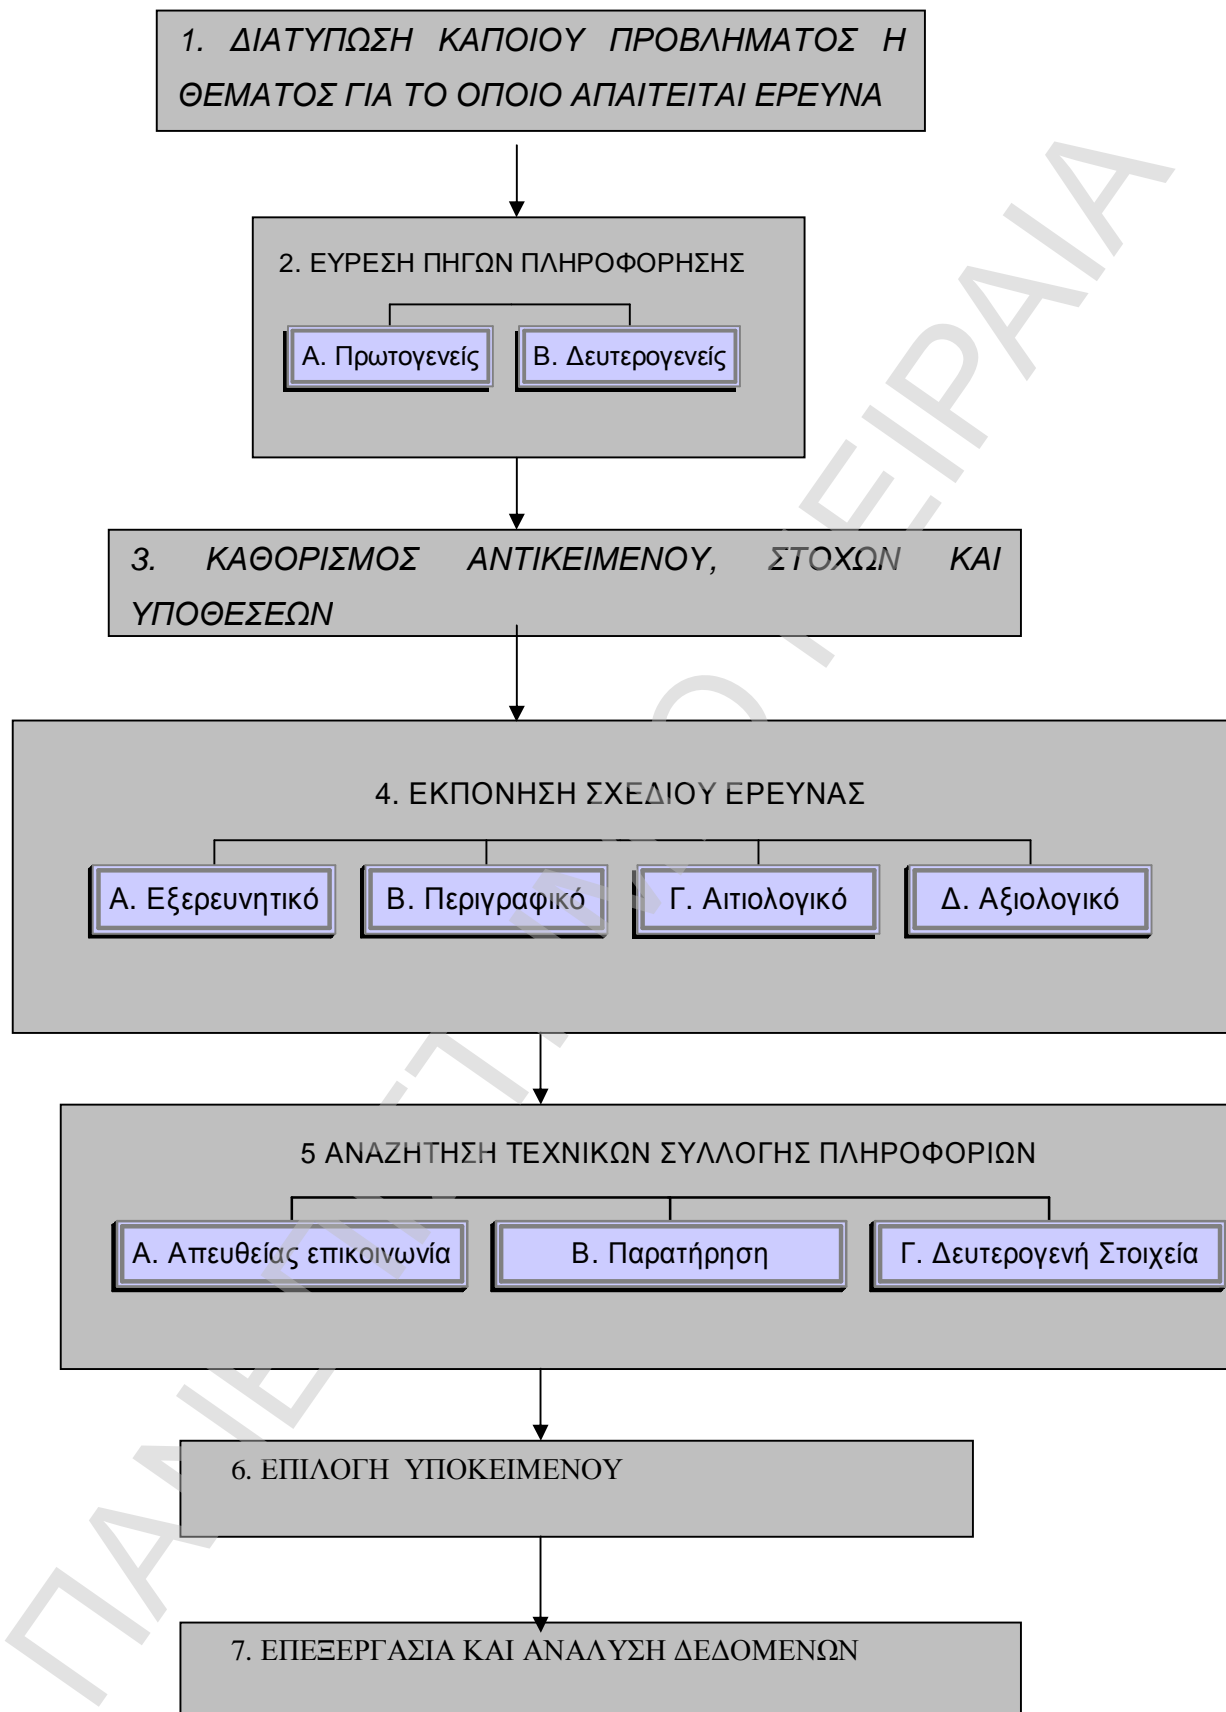 1. ΔΙΑΤΥΠΩΣΗ ΚΑΠΟΙΟΥ ΠΡΟΒΛΗΜΑΤΟΣ Η
ΘΕΜΑΤΟΣ ΓΙΑ ΤΟ ΟΠΟΙΟ ΑΠΑΙΤΕΙΤΑΙ ΕΡΕΥΝΑ
2. ΕΥΡΕΣΗ ΠΗΓΩΝ ΠΛΗΡΟΦΟΡΗΣΗΣ
Α. Πρωτογενείς
Β. Δευτερογενείς
3. ΚΑΘΟΡΙΣΜΟΣ ΑΝΤΙΚΕΙΜΕΝΟΥ, ΣΤΟΧΩΝ ΚΑΙ
ΥΠΟΘΕΣΕΩΝ
4. ΕΚΠΟΝΗΣΗ ΣΧΕΔΙΟΥ ΕΡΕΥΝΑΣ
Α. Εξερευνητικό
Β. Περιγραφικό
Γ. Αιτιολογικό
Δ. Αξιολογικό
5 ΑΝΑΖΗΤΗΣΗ ΤΕΧΝΙΚΩΝ ΣΥΛΛΟΓΗΣ ΠΛΗΡΟΦΟΡΙΩΝ
Α. Απευθείας επικοινωνία
Β. Παρατήρηση
Γ. Δευτερογενή Στοιχεία
6. ΕΠΙΛΟΓΗ ΥΠΟΚΕΙΜΕΝΟΥ
7. ΕΠΕΞΕΡΓΑΣΙΑ ΚΑΙ ΑΝΑΛΥΣΗ ΔΕΔΟΜΕΝΩΝ